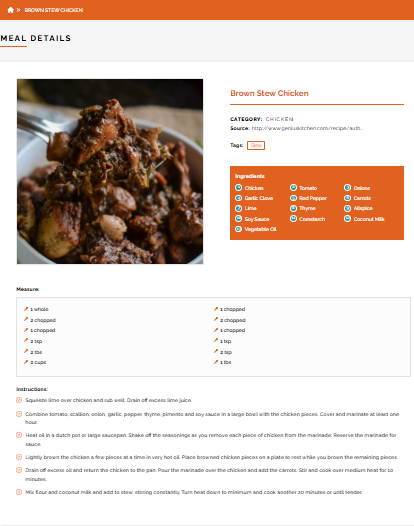 » BROWN STEW CHICKEN
MEAL DETAILS
Brown Stew Chicken
CATEGORY: CHICKEN
Source: http://www.geniuskitchen.com/recipe/auth..
Tags: Stew
Ingredients
Chicken Tomato Onions
Garlic Clove Red Pepper Carrots
Lime Thyme Allspice
Soy Sauce Cornstarch Coconut Milk
Vegetable Oil
Measure:
1 whole 1 chopped
2 chopped 2 chopped
1 chopped 1 chopped
2 tsp 1 tsp
2 tbs 2 tsp
2 cups 1 tbs
Instructions:
Squeeze lime over chicken and rub well. Drain off excess lime juice.
Combine tomato, scallion, onion, garlic, pepper, thyme, pimento and soy sauce in a large bowl with the chicken pieces. Cover and marinate at least one
hour.
Heat oil in a dutch pot or large saucepan. Shake off the seasonings as you remove each piece of chicken from the marinade. Reserve the marinade for
sauce.
Lightly brown the chicken a few pieces at a time in very hot oil. Place browned chicken pieces on a plate to rest while you brown the remaining pieces.
Drain off excess oil and return the chicken to the pan. Pour the marinade over the chicken and add the carrots. Stir and cook over medium heat for 10
minutes.
Mix flour and coconut milk and add to stew, stirring constantly. Turn heat down to minimum and cook another 20 minutes or until tender.